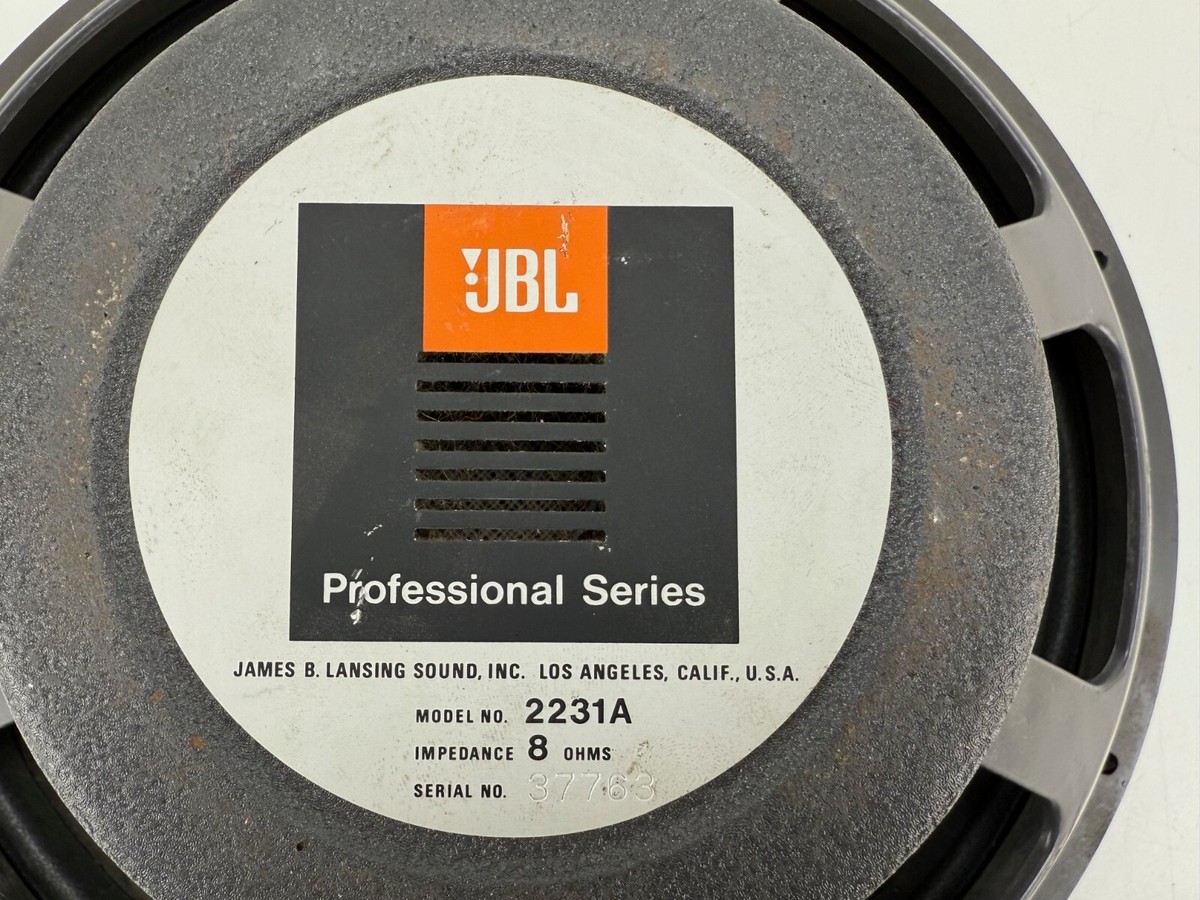 JBL
Professional Series
JAMES B. LANSING SOUND, INC. LOS ANGELES, CALIF., U.S.A.
MODEL NO. 2231A
IMPEDANCE 8 OHMS
SERIAL NO. 37763